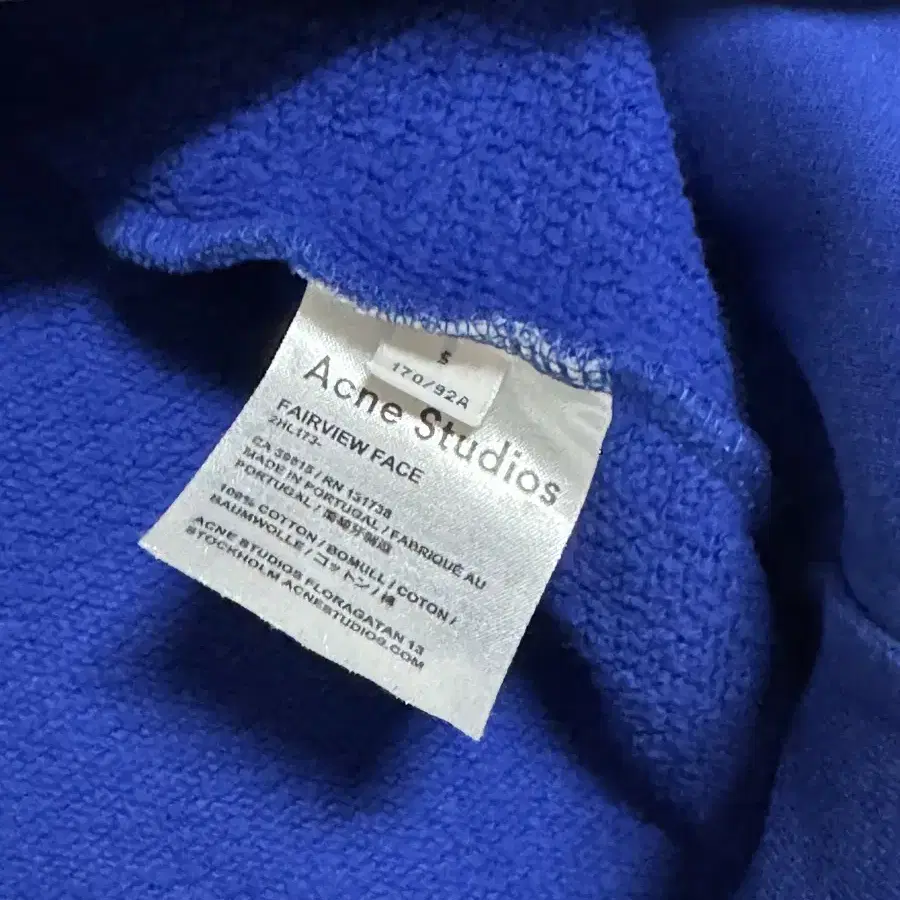 S
170/92A
Acne Studios
FAIRVIEW FACE
2HL173-
CA 39815 / RN 131738
MADE IN PORTUGAL / FABRIQUÉ AU
PORTUGAL / 葡萄牙制造
100% COTTON / BOMULL / COTON /
BAUMWOLLE / コットン / 棉
ACNE STUDIOS FLORAGATAN 13
STOCKHOLM ACNESTUDIOS.COM